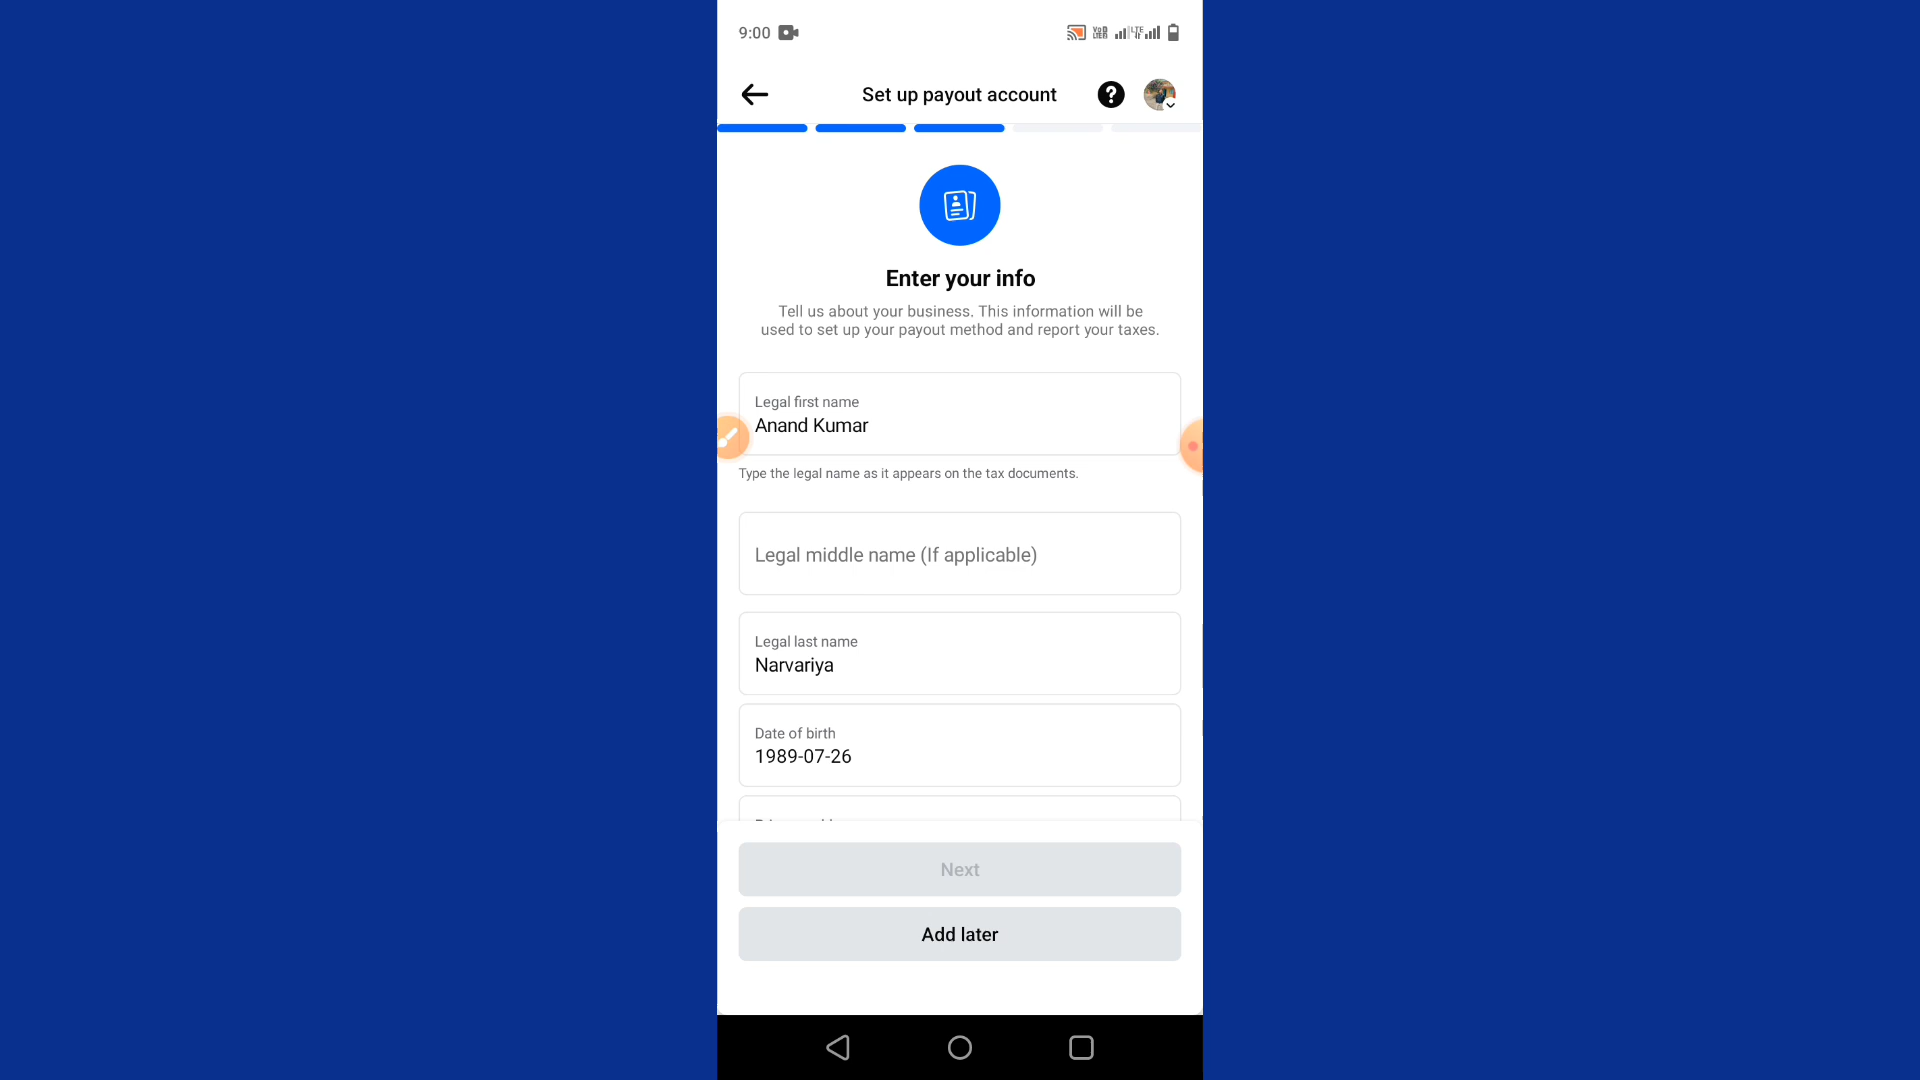 9:00
Set up payout account
Enter your info
Tell us about your business. This information will be
used to set up your payout method and report your taxes.
Legal first name
Anand Kumar
Type the legal name as it appears on the tax documents.
Legal middle name (If applicable)
Legal last name
Narvariya
Date of birth
1989-07-26
Next
Add later